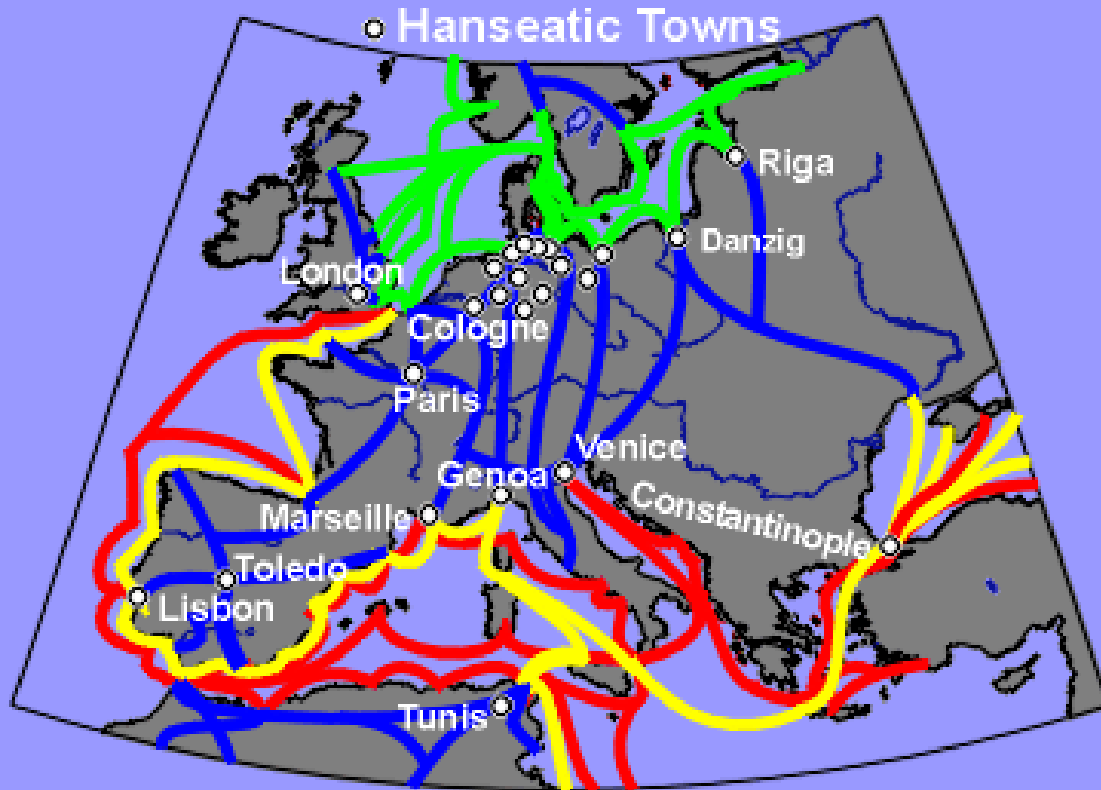 Hanseatic Towns
Riga
Danzig
London
Cologne
Paris
Venice
Genoa
Constantinople
Marseille
Toledo
Lisbon
Tunis